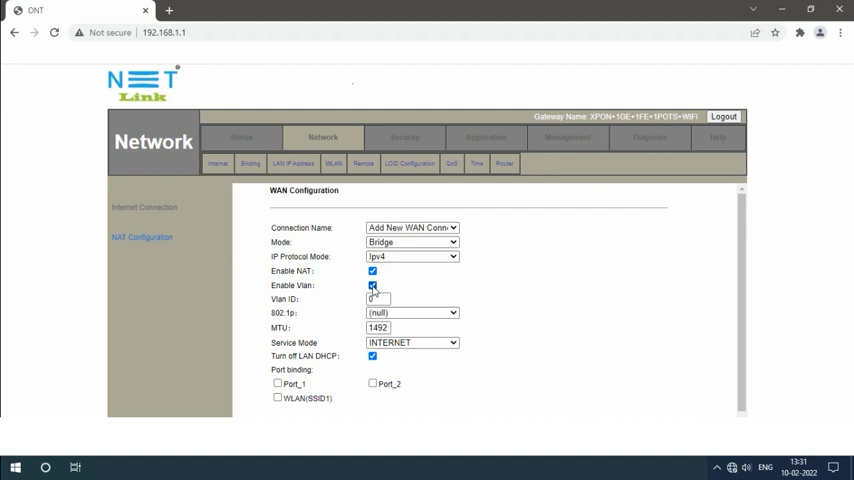 ONT
Not secure 192.168.1.1
NET
Link
Gateway Name: XPON+1GE+1FE+1POTS+WIFI Logout
Network Status Network Security Application Management Diagnose Help
Internet Binding LAN IP Address WLAN Remote LOID Configuration QoS Time Router
WAN Configuration
Internet Connection
NAT Configuration
Connection Name: Add New WAN Conn
Mode: Bridge
IP Protocol Mode: Ipv4
Enable NAT:
Enable Vlan:
Vlan ID: 0
802.1p: (null)
MTU: 1492
Service Mode INTERNET
Turn off LAN DHCP:
Port binding:
Port_1 Port_2
WLAN(SSID1)
ENG 13:31
10-02-2022